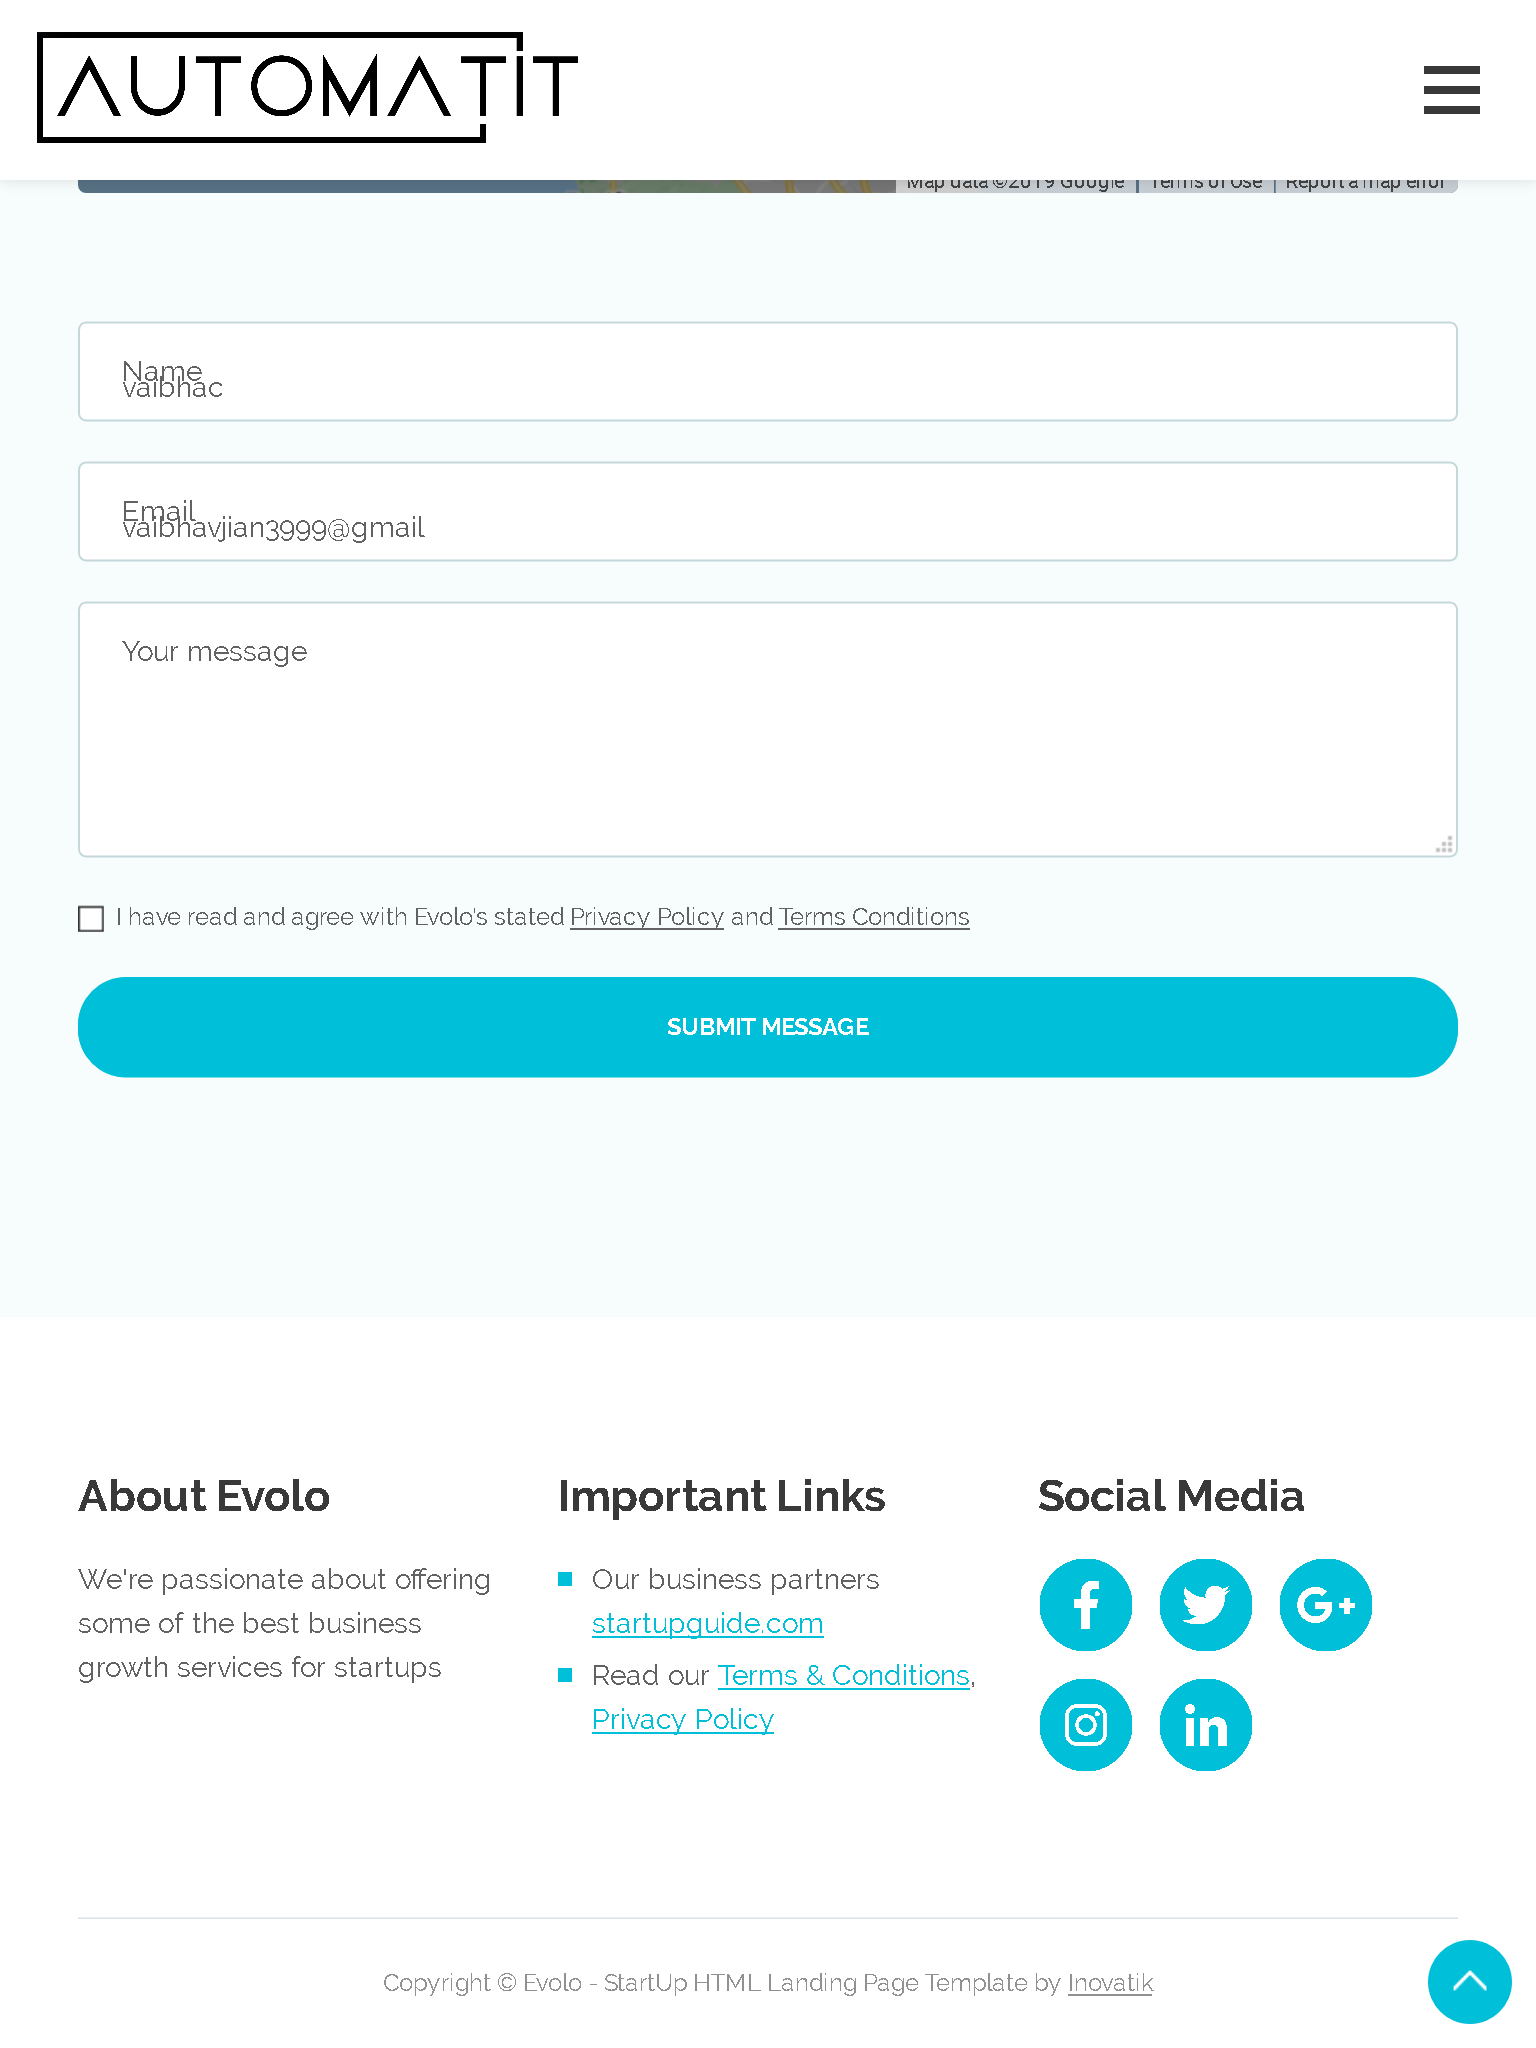 AUTOMATIT
Map data ©2019 Google Terms of Use Report a map error
Name
vaibhac
Email
vaibhavjian3999@gmail
Your message
I have read and agree with Evolo's stated Privacy Policy and Terms Conditions
SUBMIT MESSAGE
About Evolo
We're passionate about offering
some of the best business
growth services for startups
Important Links
Our business partners
startupguide.com
Read our Terms & Conditions,
Privacy Policy
Social Media
Copyright © Evolo - StartUp HTML Landing Page Template by Inovatik